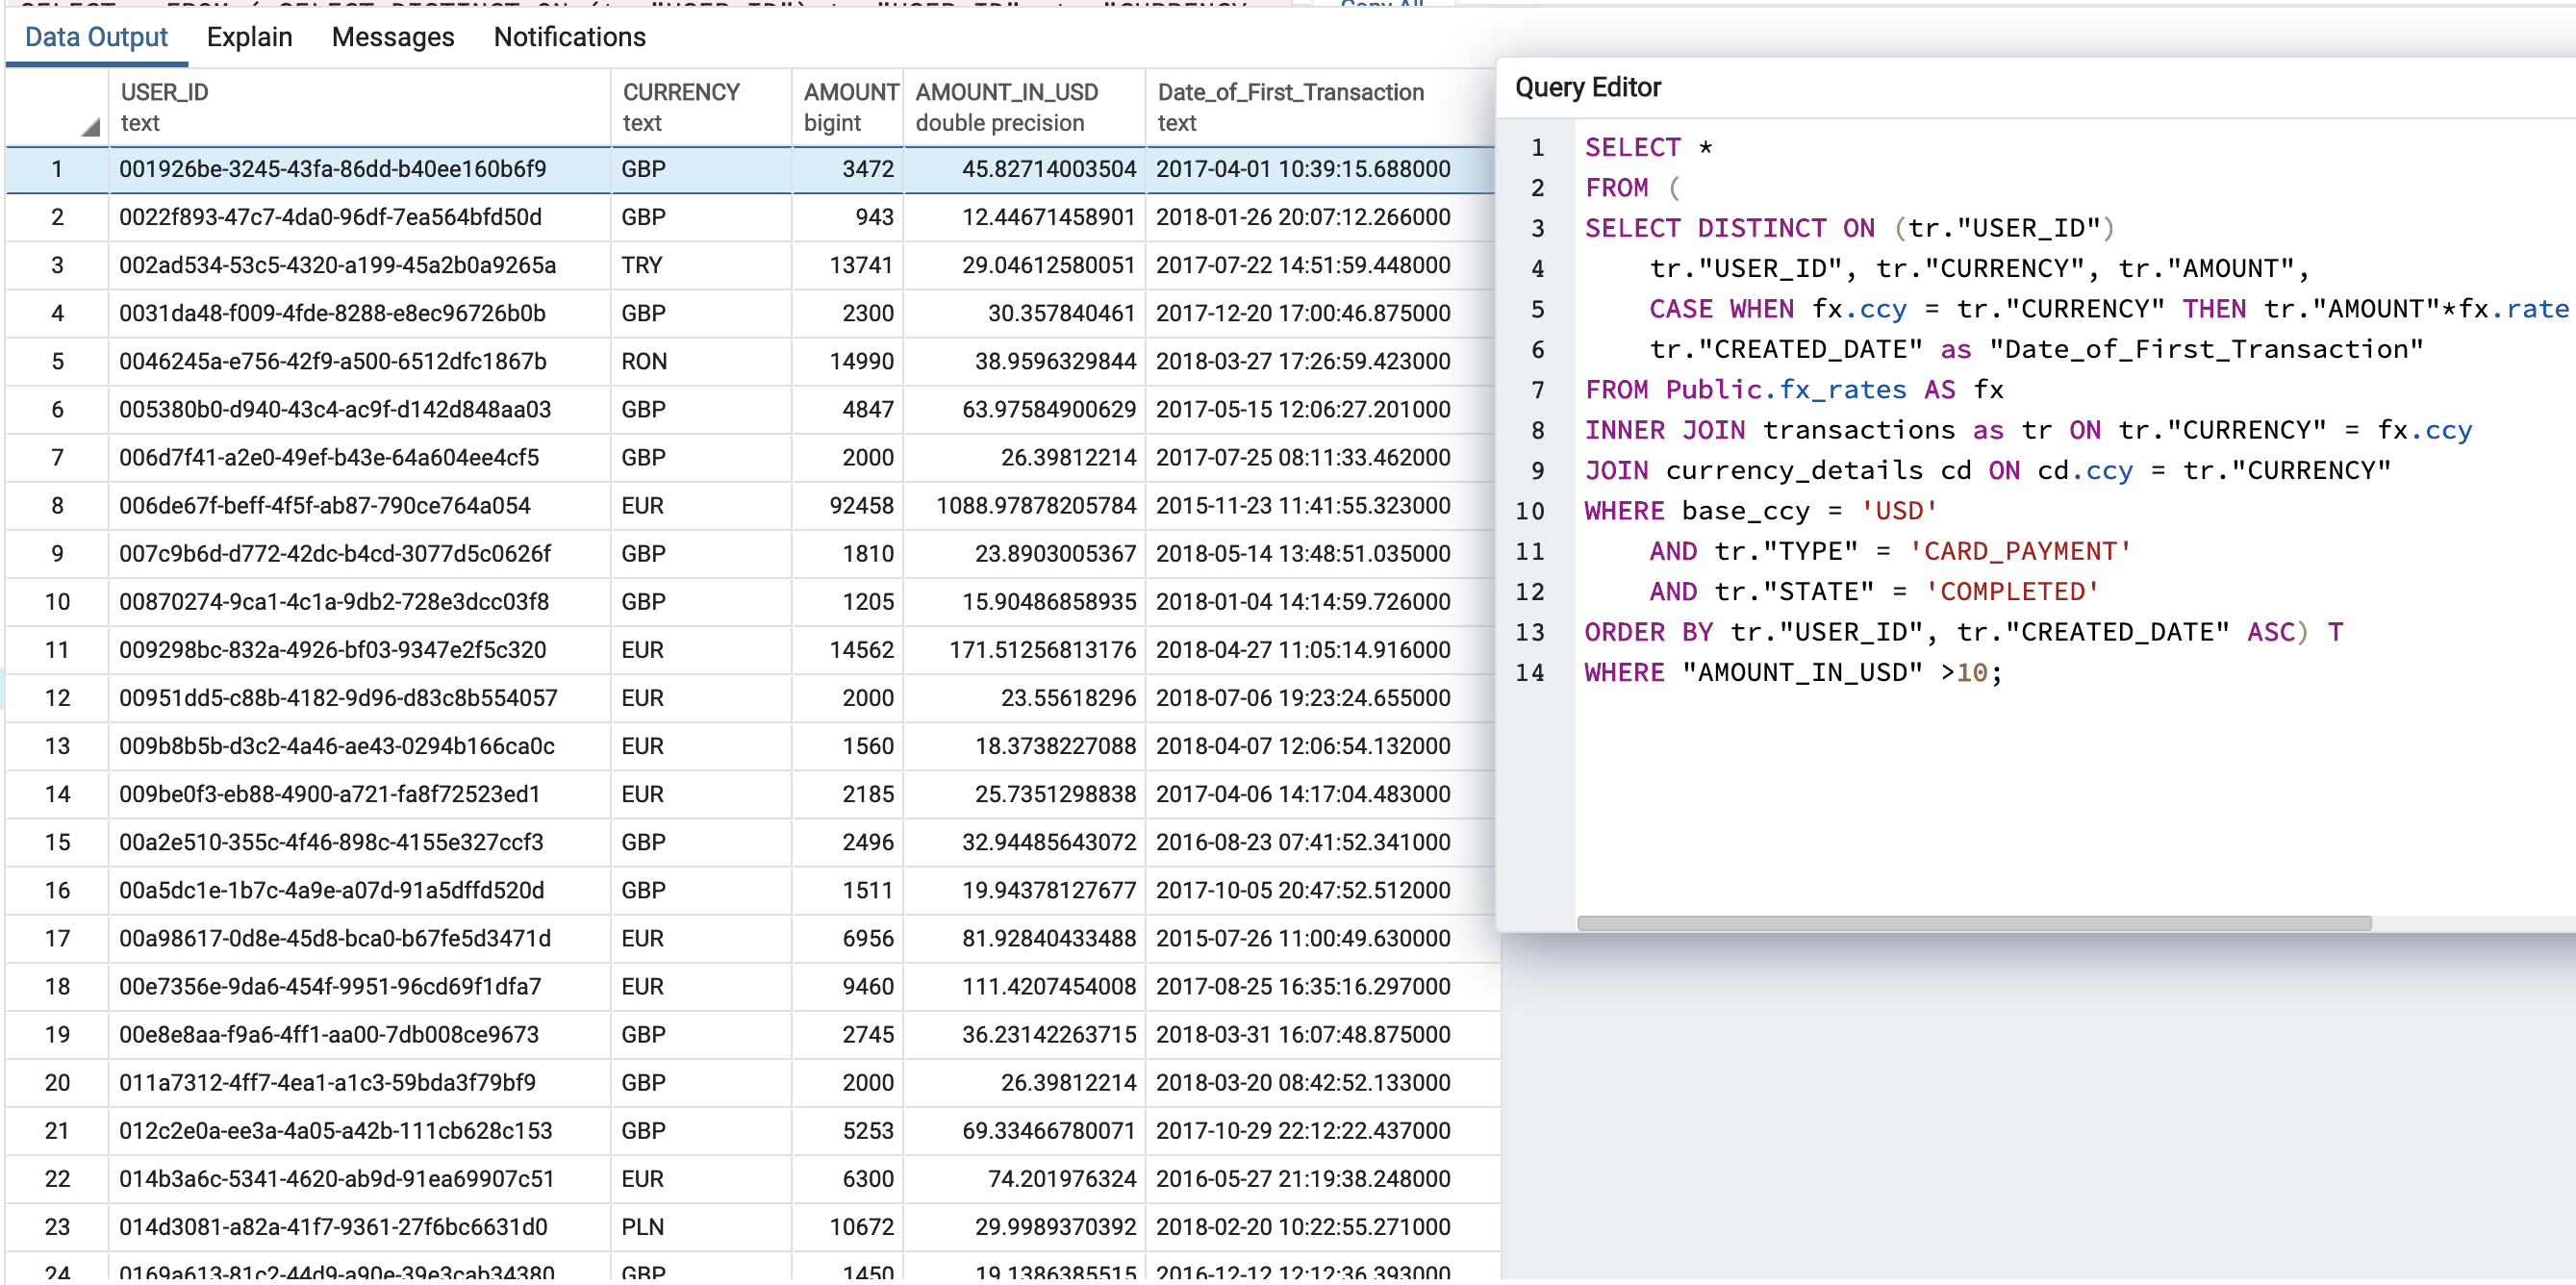 Data Output Explain Messages Notifications
USER_ID CURRENCY AMOUNT AMOUNT_IN_USD Date_of_First_Transaction
text text bigint double precision text
1 001926be-3245-43fa-86dd-b40ee160b6f9 GBP 3472 45.82714003504 2017-04-01 10:39:15.688000
2 0022f893-47c7-4da0-96df-7ea564bfd50d GBP 943 12.44671458901 2018-01-26 20:07:12.266000
3 002ad534-53c5-4320-a199-45a2b0a9265a TRY 13741 29.04612580051 2017-07-22 14:51:59.448000
4 0031da48-f009-4fde-8288-e8ec96726b0b GBP 2300 30.357840461 2017-12-20 17:00:46.875000
5 0046245a-e756-42f9-a500-6512dfc1867b RON 14990 38.9596329844 2018-03-27 17:26:59.423000
6 005380b0-d940-43c4-ac9f-d142d848aa03 GBP 4847 63.97584900629 2017-05-15 12:06:27.201000
7 006d7f41-a2e0-49ef-b43e-64a604ee4cf5 GBP 2000 26.39812214 2017-07-25 08:11:33.462000
8 006de67f-beff-4f5f-ab87-790ce764a054 EUR 92458 1088.97878205784 2015-11-23 11:41:55.323000
9 007c9b6d-d772-42dc-b4cd-3077d5c0626f GBP 1810 23.8903005367 2018-05-14 13:48:51.035000
10 00870274-9ca1-4c1a-9db2-728e3dcc03f8 GBP 1205 15.90486858935 2018-01-04 14:14:59.726000
11 009298bc-832a-4926-bf03-9347e2f5c320 EUR 14562 171.51256813176 2018-04-27 11:05:14.916000
12 00951dd5-c88b-4182-9d96-d83c8b554057 EUR 2000 23.55618296 2018-07-06 19:23:24.655000
13 009b8b5b-d3c2-4a46-ae43-0294b166ca0c EUR 1560 18.3738227088 2018-04-07 12:06:54.132000
14 009be0f3-eb88-4900-a721-fa8f72523ed1 EUR 2185 25.7351298838 2017-04-06 14:17:04.483000
15 00a2e510-355c-4f46-898c-4155e327ccf3 GBP 2496 32.94485643072 2016-08-23 07:41:52.341000
16 00a5dc1e-1b7c-4a9e-a07d-91a5dffd520d GBP 1511 19.94378127677 2017-10-05 20:47:52.512000
17 00a98617-0d8e-45d8-bca0-b67fe5d3471d EUR 6956 81.92840433488 2015-07-26 11:00:49.630000
18 00e7356e-9da6-454f-9951-96cd69f1dfa7 EUR 9460 111.4207454008 2017-08-25 16:35:16.297000
19 00e8e8aa-f9a6-4ff1-aa00-7db008ce9673 GBP 2745 36.23142263715 2018-03-31 16:07:48.875000
20 011a7312-4ff7-4ea1-a1c3-59bda3f79bf9 GBP 2000 26.39812214 2018-03-20 08:42:52.133000
21 012c2e0a-ee3a-4a05-a42b-111cb628c153 GBP 5253 69.33466780071 2017-10-29 22:12:22.437000
22 014b3a6c-5341-4620-ab9d-91ea69907c51 EUR 6300 74.201976324 2016-05-27 21:19:38.248000
23 014d3081-a82a-41f7-9361-27f6bc6631d0 PLN 10672 29.9989370392 2018-02-20 10:22:55.271000
24 0169a613-81c2-44d9-a90e-39e3cab34380 GBP 1450 19.1386385515 2016-12-12 12:12:36.393000
Query Editor
1 SELECT *
2 FROM (
3 SELECT DISTINCT ON (tr."USER_ID")
4 tr."USER_ID", tr."CURRENCY", tr."AMOUNT",
5 CASE WHEN fx.ccy = tr."CURRENCY" THEN tr."AMOUNT"*fx.rate
6 tr."CREATED_DATE" as "Date_of_First_Transaction"
7 FROM Public.fx_rates AS fx
8 INNER JOIN transactions as tr ON tr."CURRENCY" = fx.ccy
9 JOIN currency_details cd ON cd.ccy = tr."CURRENCY"
10 WHERE base_ccy = 'USD'
11 AND tr."TYPE" = 'CARD_PAYMENT'
12 AND tr."STATE" = 'COMPLETED'
13 ORDER BY tr."USER_ID", tr."CREATED_DATE" ASC) T
14 WHERE "AMOUNT_IN_USD" >10;